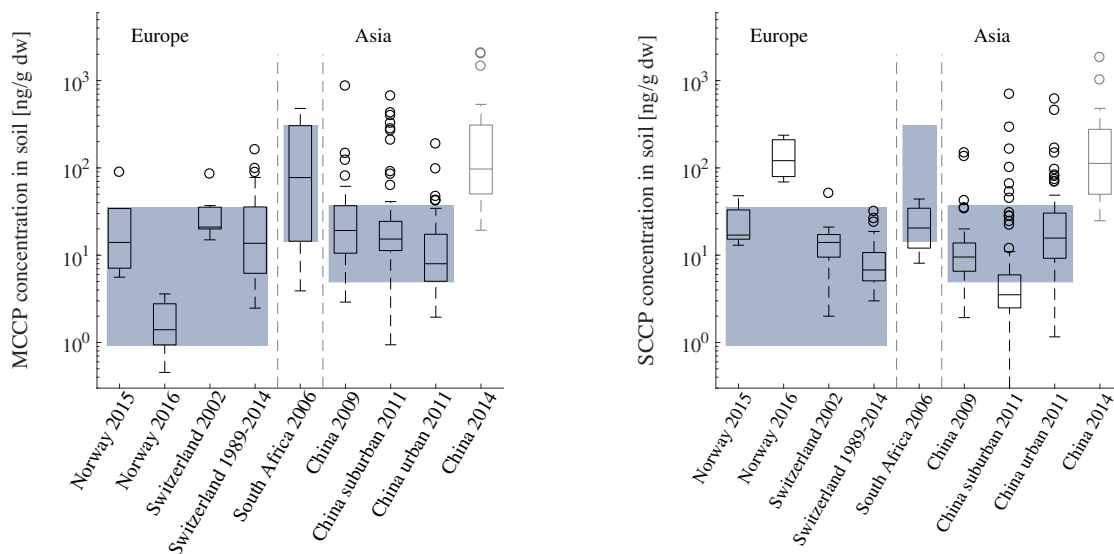 Europe
Asia
MCCP concentration in soil [ng/g dw]
10³
10²
10¹
10⁰
Norway 2015
Norway 2016
Switzerland 2002
Switzerland 1989-2014
South Africa 2006
China 2009
China suburban 2011
China urban 2011
China 2014
Europe
Asia
SCCP concentration in soil [ng/g dw]
10³
10²
10¹
10⁰
Norway 2015
Norway 2016
Switzerland 2002
Switzerland 1989-2014
South Africa 2006
China 2009
China suburban 2011
China urban 2011
China 2014